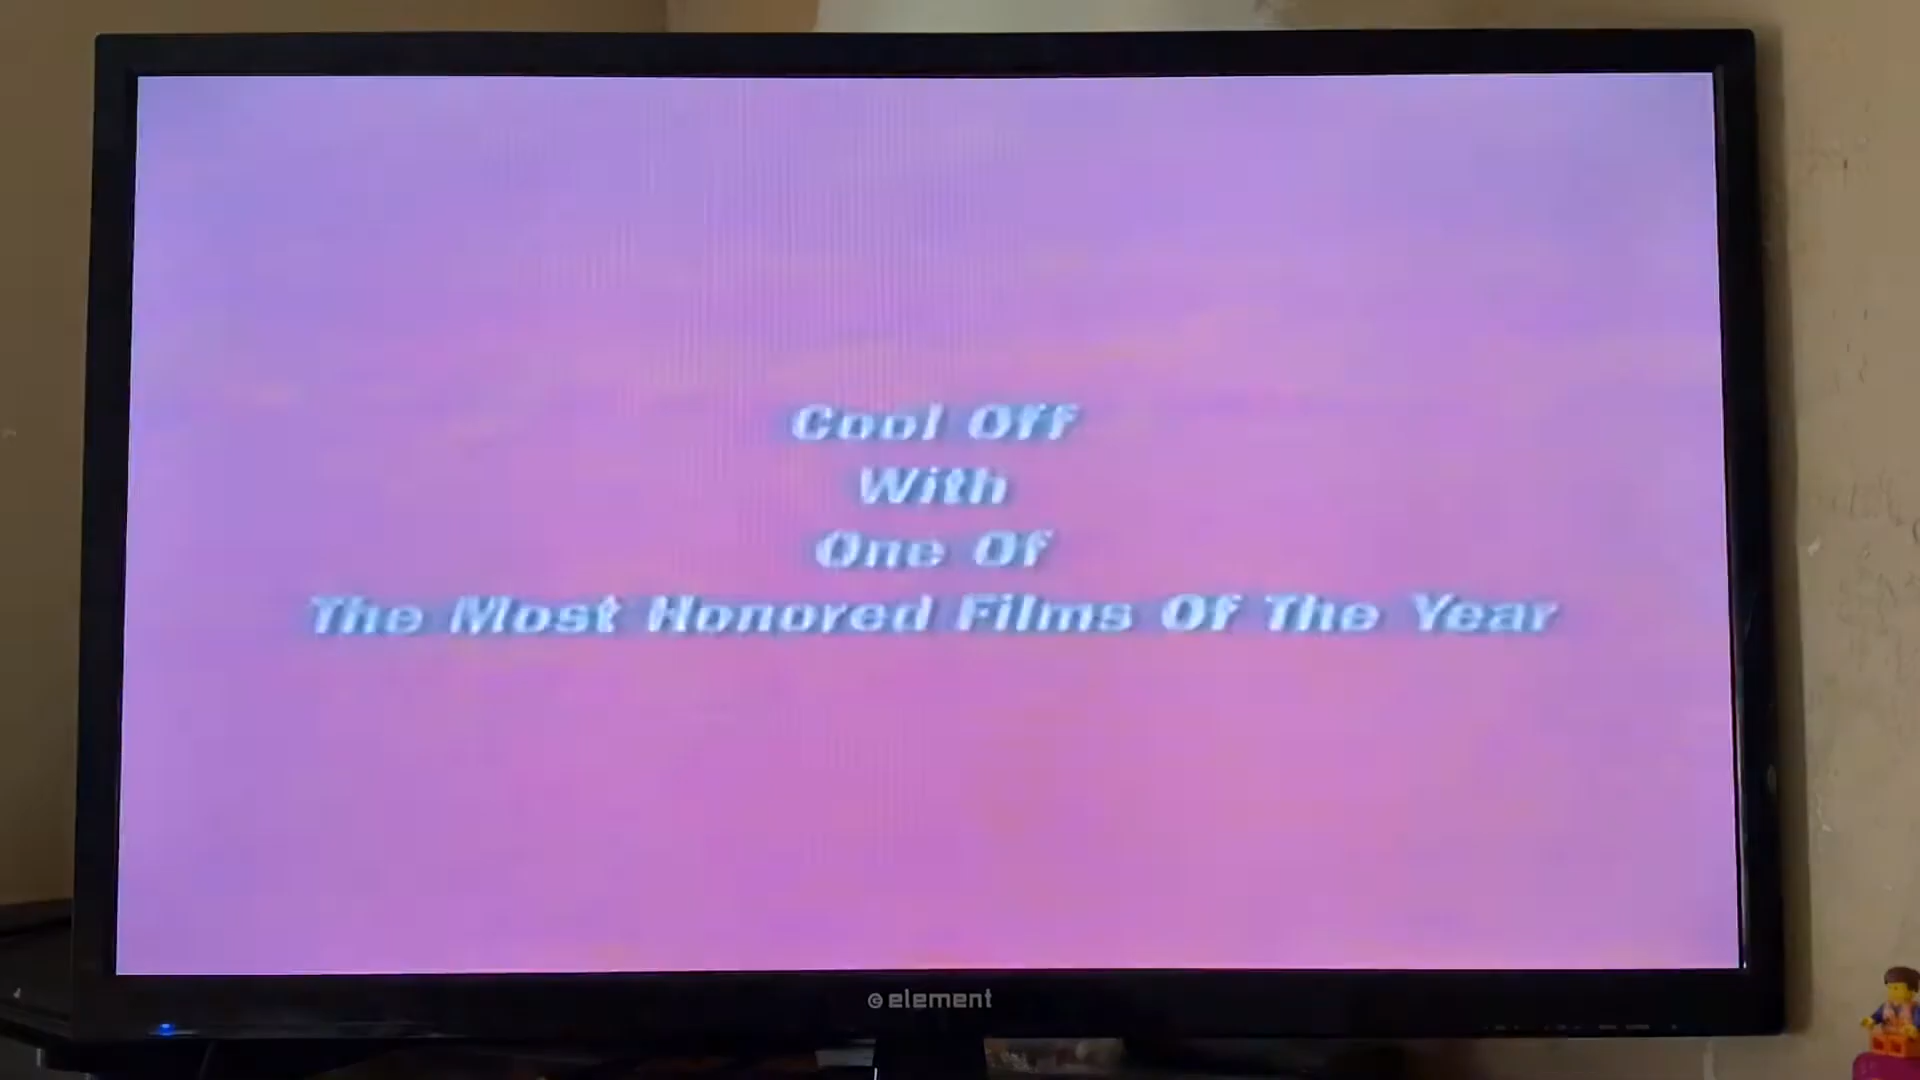 Cool Off
With
One Of
The Most Honored Films Of The Year
element